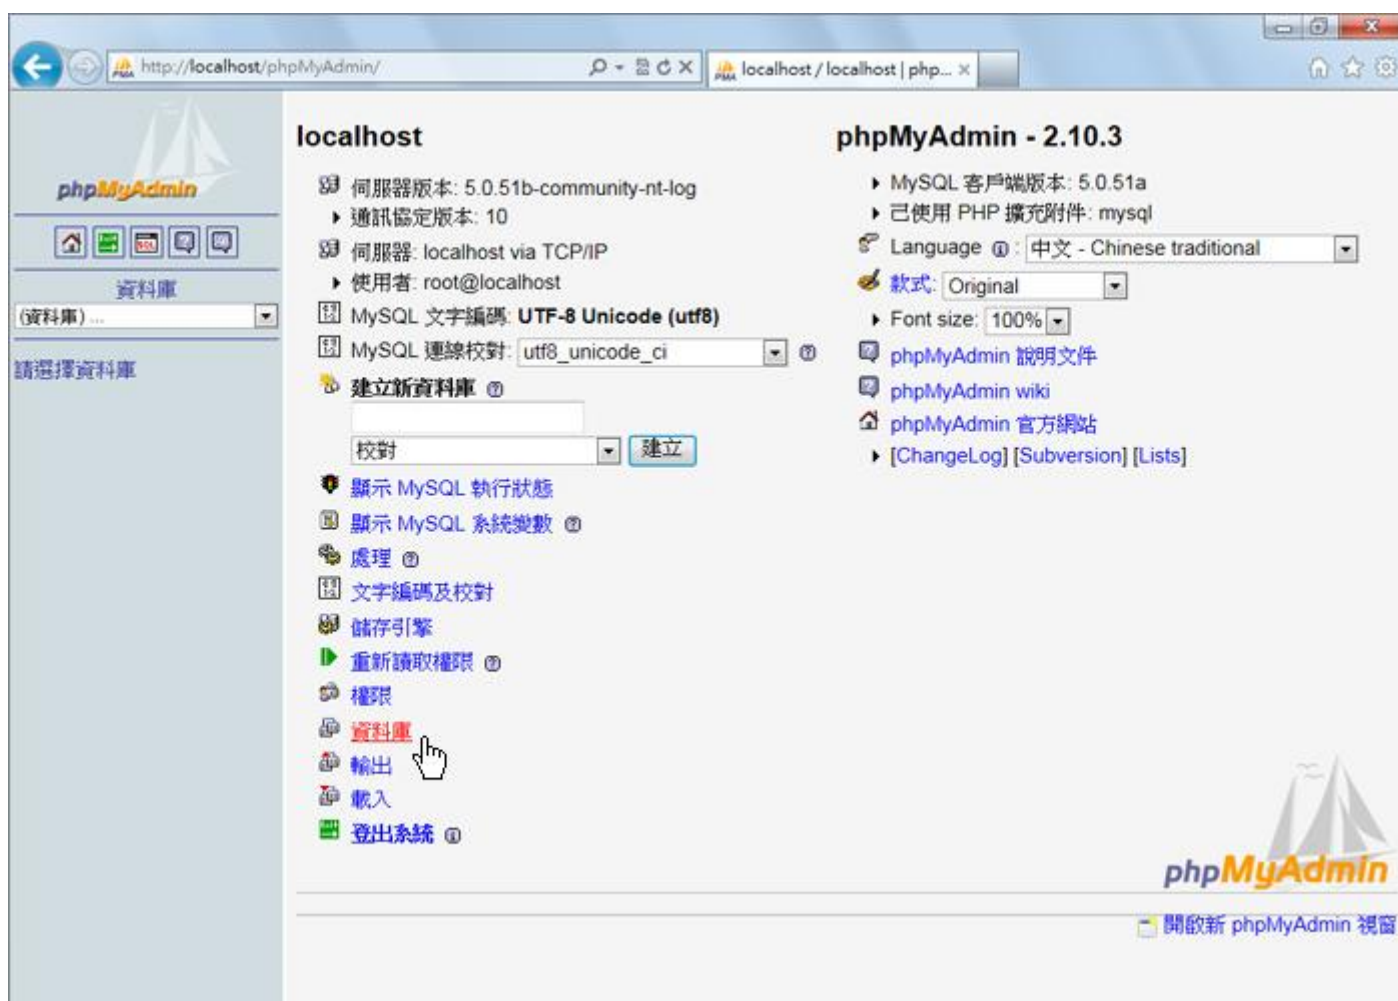 http://localhost/phpMyAdmin/
localhost / localhost | php...
phpMyAdmin
資料庫
(資料庫) ...
請選擇資料庫
localhost
伺服器版本: 5.0.51b-community-nt-log
通訊協定版本: 10
伺服器: localhost via TCP/IP
使用者: root@localhost
MySQL 文字編碼: UTF-8 Unicode (utf8)
MySQL 連線校對: utf8_unicode_ci
建立新資料庫
校對 建立
顯示 MySQL 執行狀態
顯示 MySQL 系統變數
處理
文字編碼及校對
儲存引擎
重新讀取權限
權限
資料庫
輸出
載入
登出系統
phpMyAdmin - 2.10.3
MySQL 客戶端版本: 5.0.51a
己使用 PHP 擴充附件: mysql
Language : 中文 - Chinese traditional
款式: Original
Font size: 100%
phpMyAdmin 說明文件
phpMyAdmin wiki
phpMyAdmin 官方網站
[ChangeLog] [Subversion] [Lists]
phpMyAdmin
開啟新 phpMyAdmin 視窗